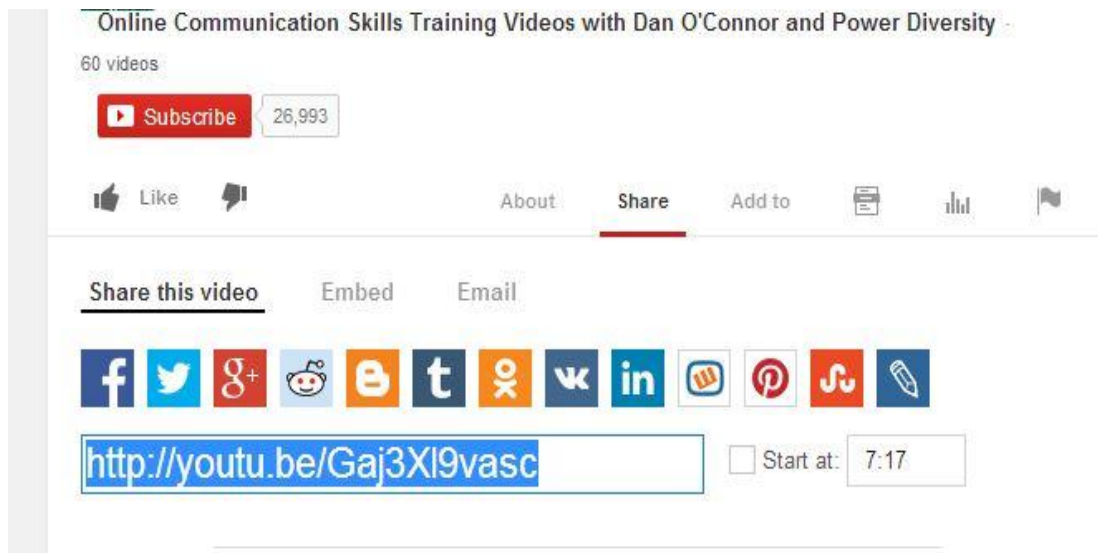 Online Communication Skills Training Videos with Dan O'Connor and Power Diversity
60 videos
Subscribe 26,993
Like About Share Add to
Share this video Embed Email
http://youtu.be/Gaj3Xl9vasc Start at: 7:17